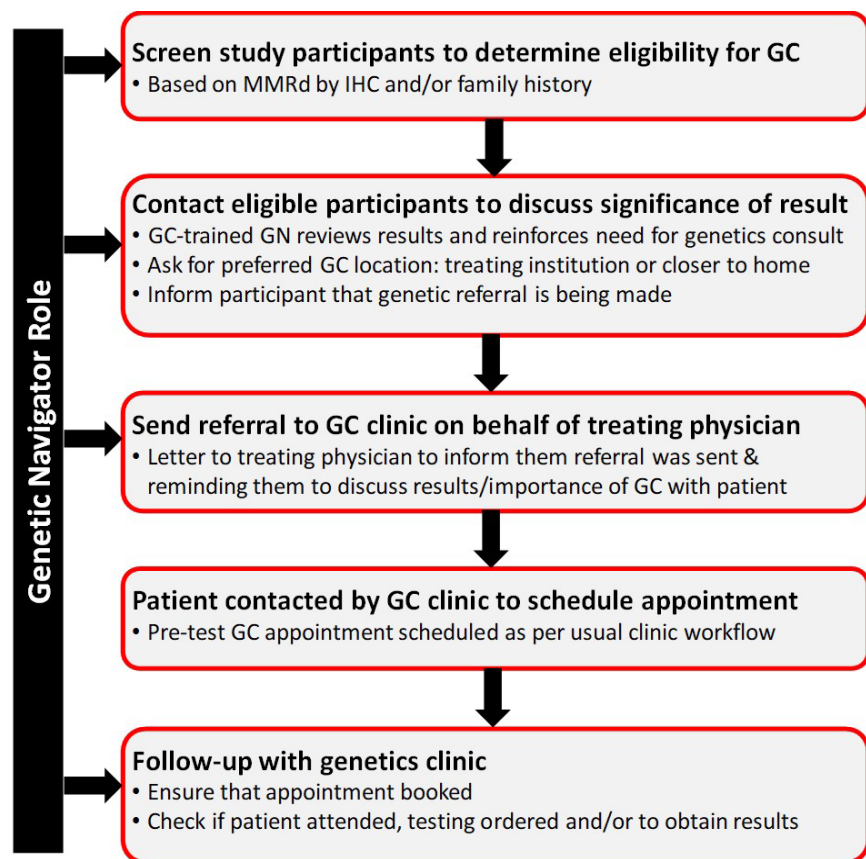 Genetic Navigator Role
Screen study participants to determine eligibility for GC
• Based on MMRd by IHC and/or family history
Contact eligible participants to discuss significance of result
• GC-trained GN reviews results and reinforces need for genetics consult
• Ask for preferred GC location: treating institution or closer to home
• Inform participant that genetic referral is being made
Send referral to GC clinic on behalf of treating physician
• Letter to treating physician to inform them referral was sent &
reminding them to discuss results/importance of GC with patient
Patient contacted by GC clinic to schedule appointment
• Pre-test GC appointment scheduled as per usual clinic workflow
Follow-up with genetics clinic
• Ensure that appointment booked
• Check if patient attended, testing ordered and/or to obtain results